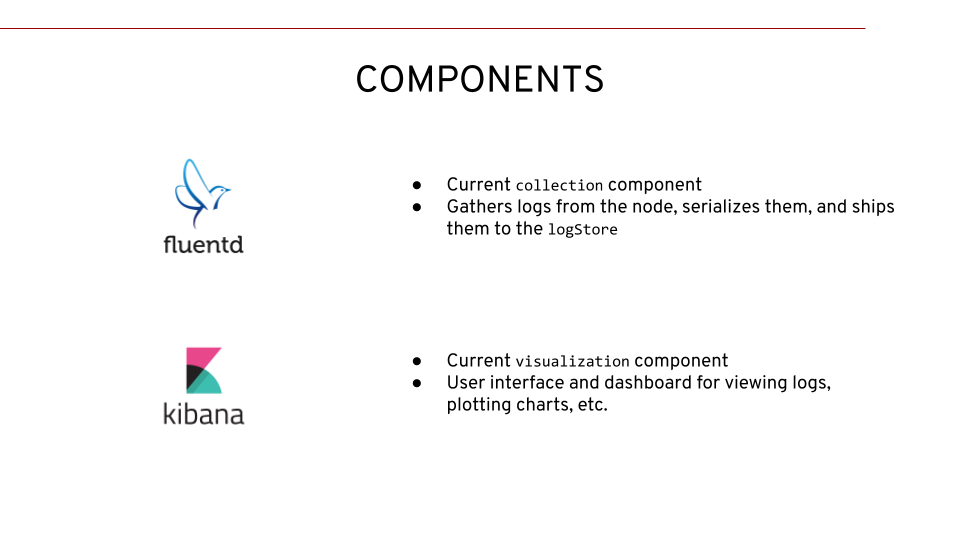 COMPONENTS
fluentd
● Current collection component
● Gathers logs from the node, serializes them, and ships
them to the logStore
kibana
● Current visualization component
● User interface and dashboard for viewing logs,
plotting charts, etc.